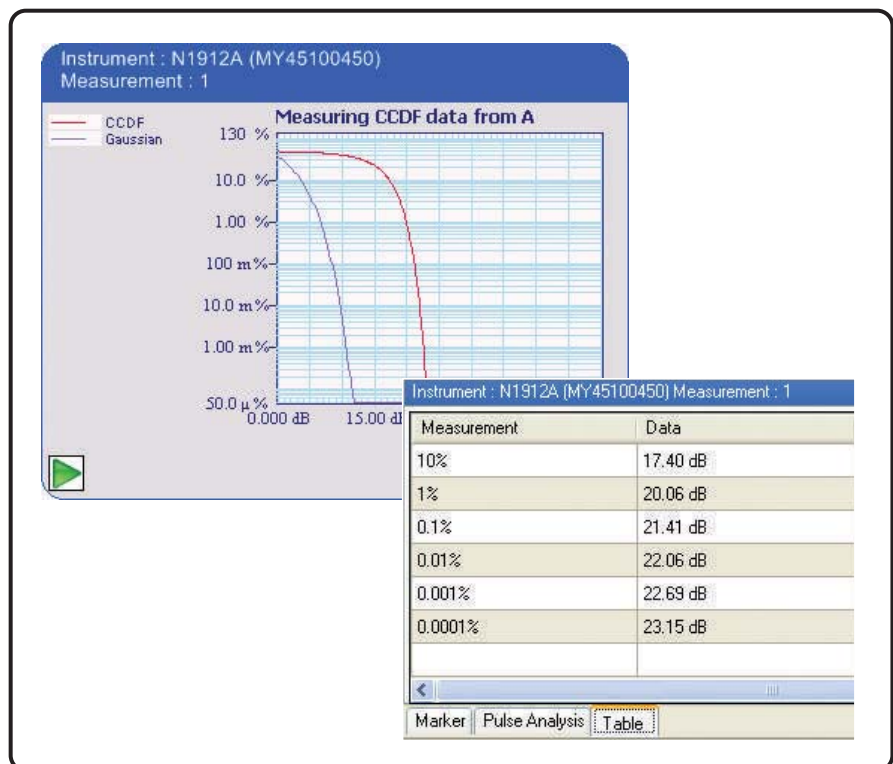 Instrument : N1912A (MY45100450)
Measurement : 1
CCDF
Gaussian
Measuring CCDF data from A
130 %
10.0 %
1.00 %
100 m%
10.0 m%
1.00 m%
50.0 µ%
0.000 dB
15.00 dB
Instrument : N1912A (MY45100450) Measurement : 1
Measurement Data
10% 17.40 dB
1% 20.06 dB
0.1% 21.41 dB
0.01% 22.06 dB
0.001% 22.69 dB
0.0001% 23.15 dB
Marker Pulse Analysis Table